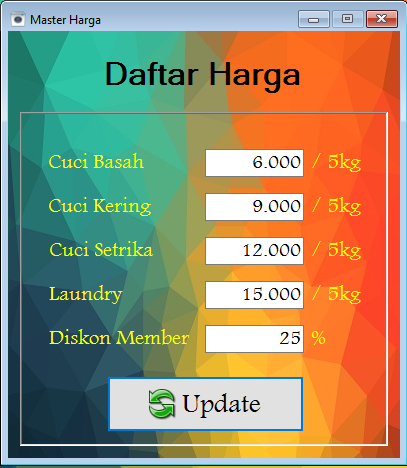 Master Harga
Daftar Harga
Cuci Basah 6.000 / 5kg
Cuci Kering 9.000 / 5kg
Cuci Setrika 12.000 / 5kg
Laundry 15.000 / 5kg
Diskon Member 25 %
Update